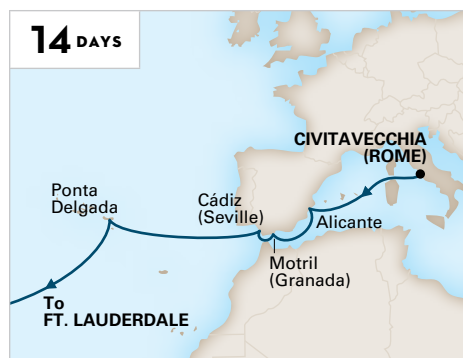 14 DAYS
CIVITAVECCHIA
(ROME)
Ponta
Delgada
Cádiz
(Seville)
Alicante
Motril
(Granada)
To
FT. LAUDERDALE